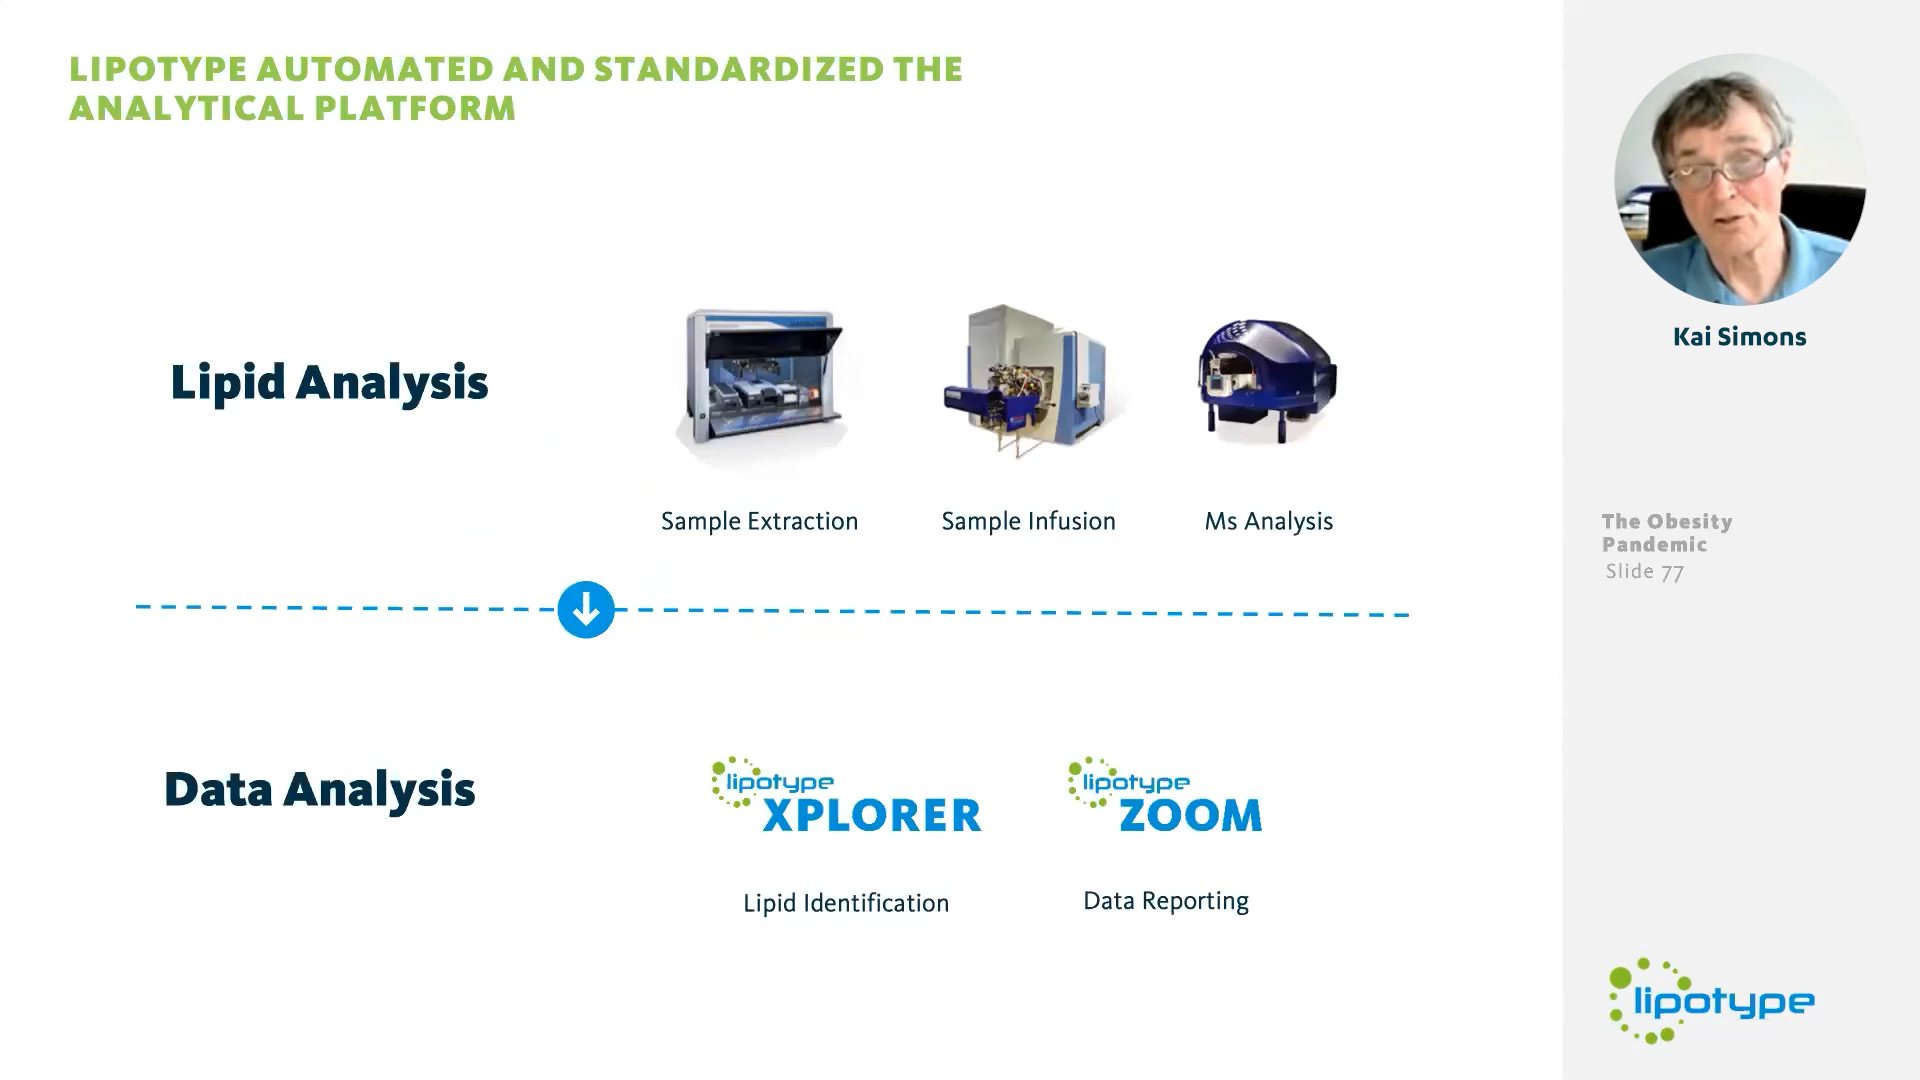 LIPOTYPE AUTOMATED AND STANDARDIZED THE
ANALYTICAL PLATFORM
Kai Simons
Lipid Analysis
Sample Extraction
Sample Infusion
Ms Analysis
The Obesity
Pandemic
Slide 77
Data Analysis
lipotype
XPLORER
lipotype
ZOOM
Lipid Identification
Data Reporting
lipotype